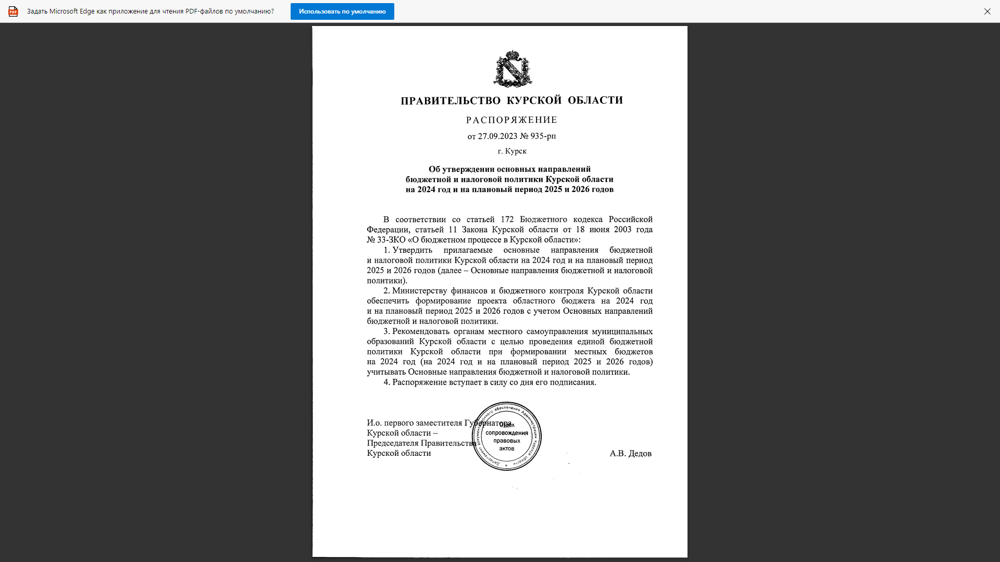 Задать Microsoft Edge как приложение для чтения PDF-файлов по умолчанию?
Использовать по умолчанию
ПРАВИТЕЛЬСТВО КУРСКОЙ ОБЛАСТИ
РАСПОРЯЖЕНИЕ
от 27.09.2023 № 935-рп
г. Курск
Об утверждении основных направлений
бюджетной и налоговой политики Курской области
на 2024 год и на плановый период 2025 и 2026 годов
В соответствии со статьей 172 Бюджетного кодекса Российской
Федерации, статьей 11 Закона Курской области от 18 июня 2003 года
№ 33-ЗКО «О бюджетном процессе в Курской области»:
1. Утвердить прилагаемые основные направления бюджетной
и налоговой политики Курской области на 2024 год и на плановый период
2025 и 2026 годов (далее – Основные направления бюджетной и налоговой
политики).
2. Министерству финансов и бюджетного контроля Курской области
обеспечить формирование проекта областного бюджета на 2024 год
и на плановый период 2025 и 2026 годов с учетом Основных направлений
бюджетной и налоговой политики.
3. Рекомендовать органам местного самоуправления муниципальных
образований Курской области с целью проведения единой бюджетной
политики Курской области при формировании местных бюджетов
на 2024 год (на 2024 год и на плановый период 2025 и 2026 годов)
учитывать Основные направления бюджетной и налоговой политики.
4. Распоряжение вступает в силу со дня его подписания.
И.о. первого заместителя Губернатора
Курской области –
Председателя Правительства
Курской области
А.В. Дедов
Департамент документационного обеспечения Администрации Курской области *
Отдел
сопровождения
правовых
актов